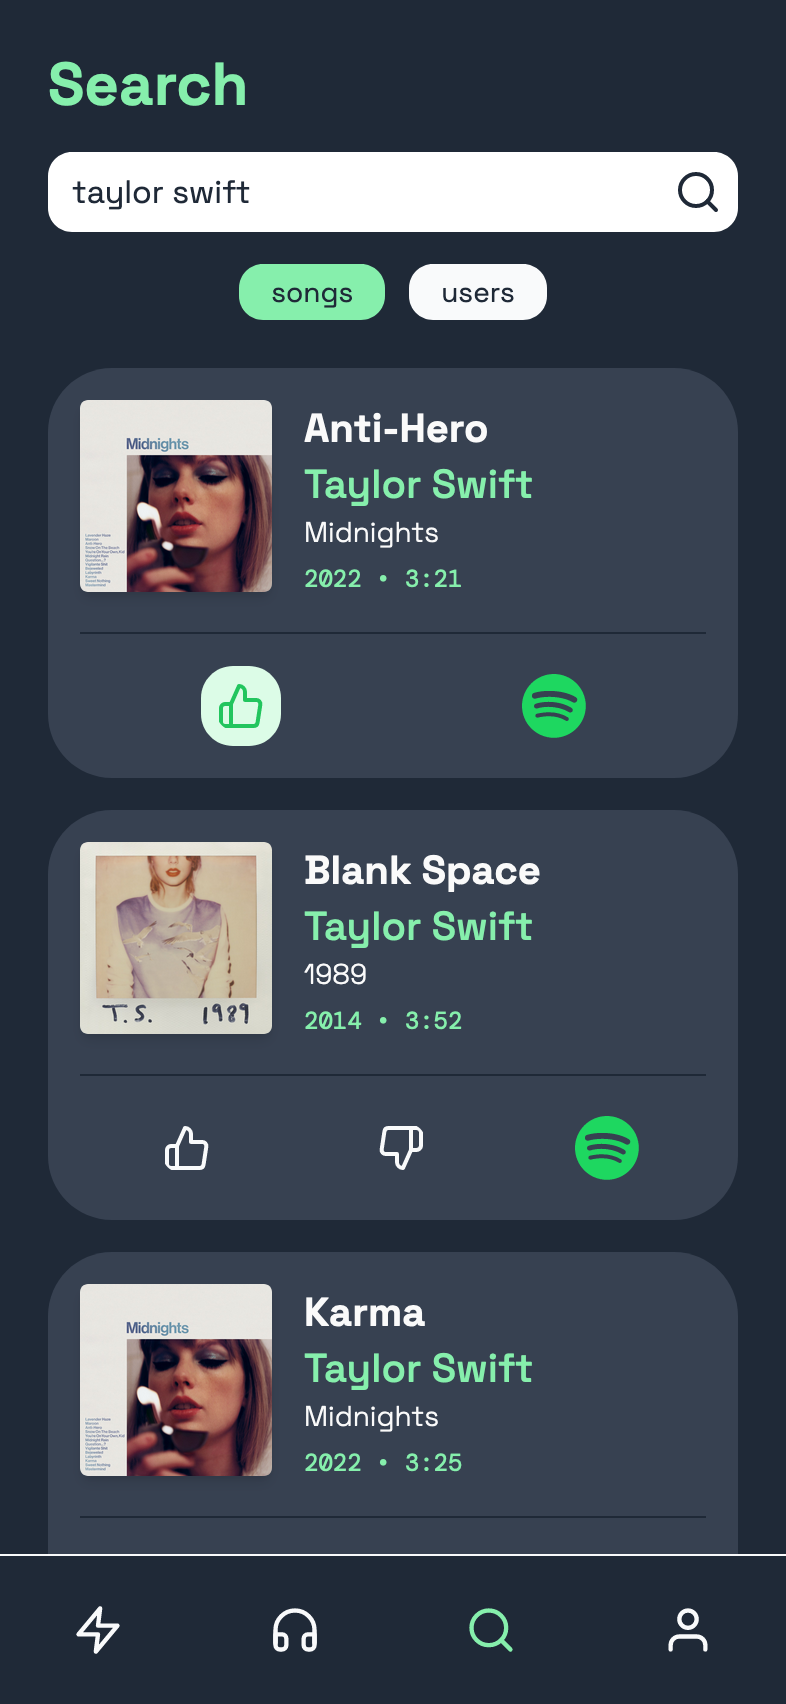 Search
taylor swift
songs users
Midnights
Anti-Hero
Taylor Swift
Midnights
2022 • 3:21
T.S. 1989
Blank Space
Taylor Swift
1989
2014 • 3:52
Midnights
Karma
Taylor Swift
Midnights
2022 • 3:25